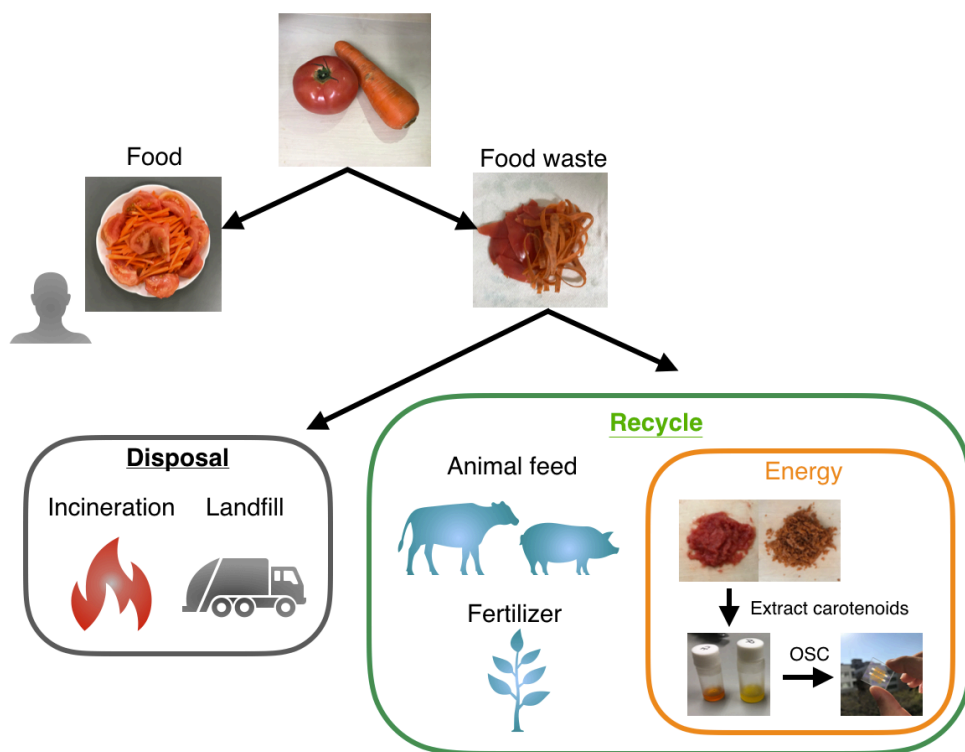 Food
Food waste
Disposal
Incineration
Landfill
Recycle
Animal feed
Fertilizer
Energy
Extract carotenoids
OSC